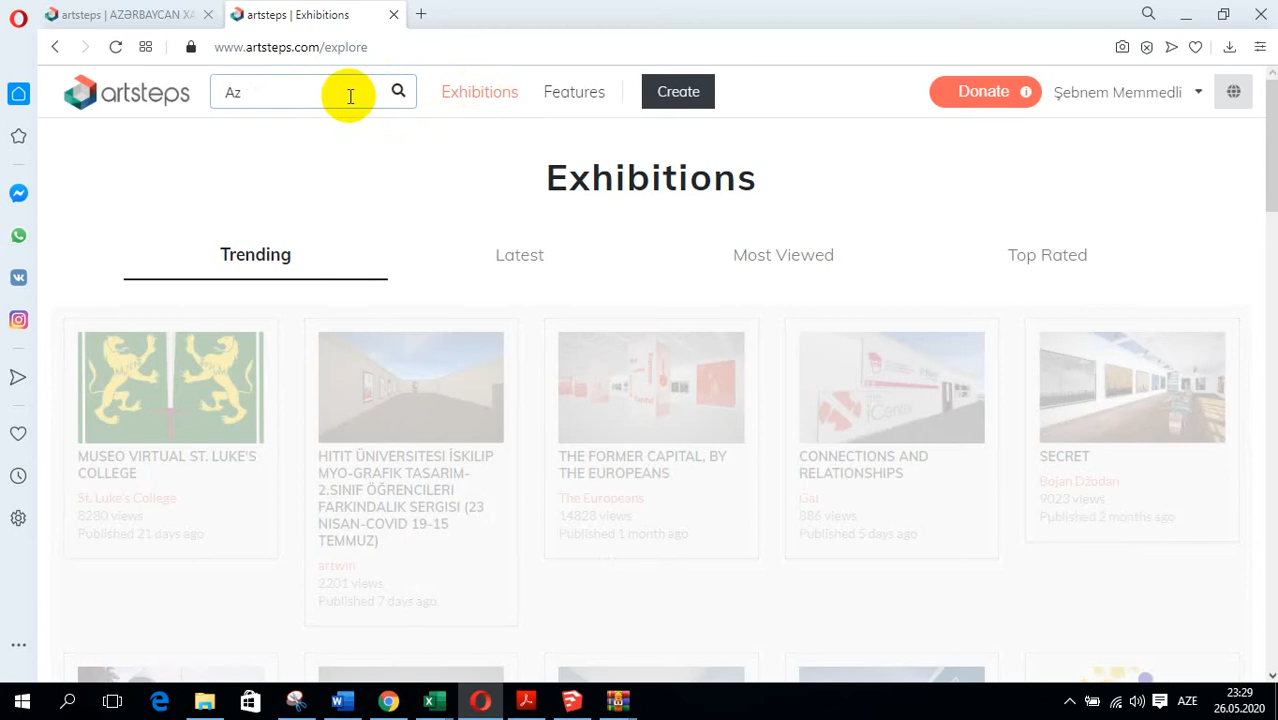 artsteps | AZƏRBAYCAN XA
artsteps | Exhibitions
www.artsteps.com/explore
artsteps
Az
Exhibitions
Features
Create
Donate
Şebnem Memmedli
Exhibitions
Trending
Latest
Most Viewed
Top Rated
MUSEO VIRTUAL ST. LUKE'S
COLLEGE
St. Luke's College
8280 views
Published 21 days ago
HITIT ÜNIVERSITESI İSKILIP
MYO-GRAFIK TASARIM-
2.SINIF ÖĞRENCILERI
FARKINDALIK SERGISI (23
NISAN-COVID 19-15
TEMMUZ)
artwin
2201 views
Published 7 days ago
THE FORMER CAPITAL, BY
THE EUROPEANS
The Europeans
14828 views
Published 1 month ago
CONNECTIONS AND
RELATIONSHIPS
Gai
886 views
Published 5 days ago
SECRET
Bojan Džodan
9023 views
Published 2 months ago
AZE
23:29
26.05.2020